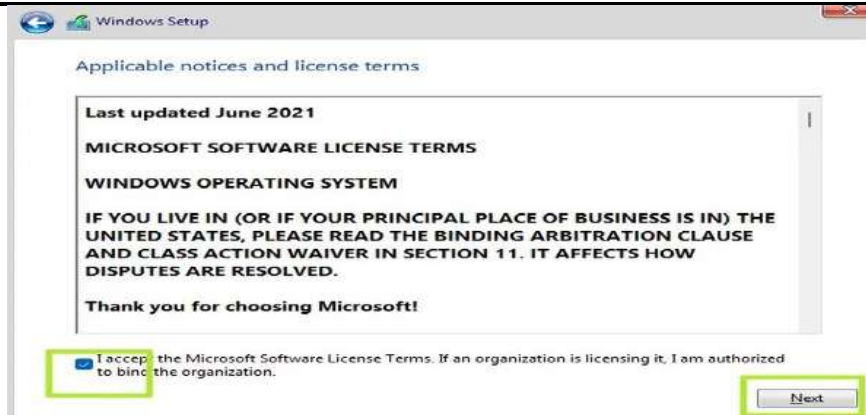 Windows Setup
Applicable notices and license terms
Last updated June 2021
MICROSOFT SOFTWARE LICENSE TERMS
WINDOWS OPERATING SYSTEM
IF YOU LIVE IN (OR IF YOUR PRINCIPAL PLACE OF BUSINESS IS IN) THE
UNITED STATES, PLEASE READ THE BINDING ARBITRATION CLAUSE
AND CLASS ACTION WAIVER IN SECTION 11. IT AFFECTS HOW
DISPUTES ARE RESOLVED.
Thank you for choosing Microsoft!
I accept the Microsoft Software License Terms. If an organization is licensing it, I am authorized
to bind the organization.
Next